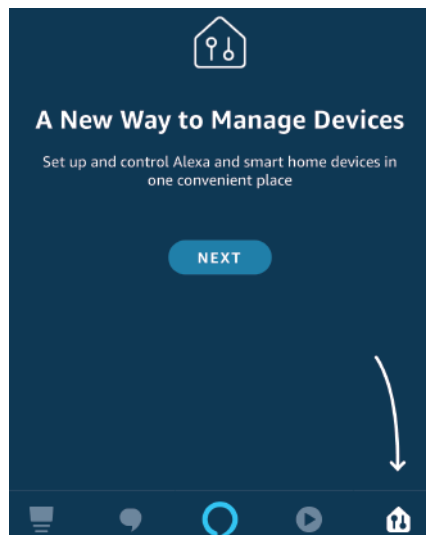 A New Way to Manage Devices
Set up and control Alexa and smart home devices in
one convenient place
NEXT